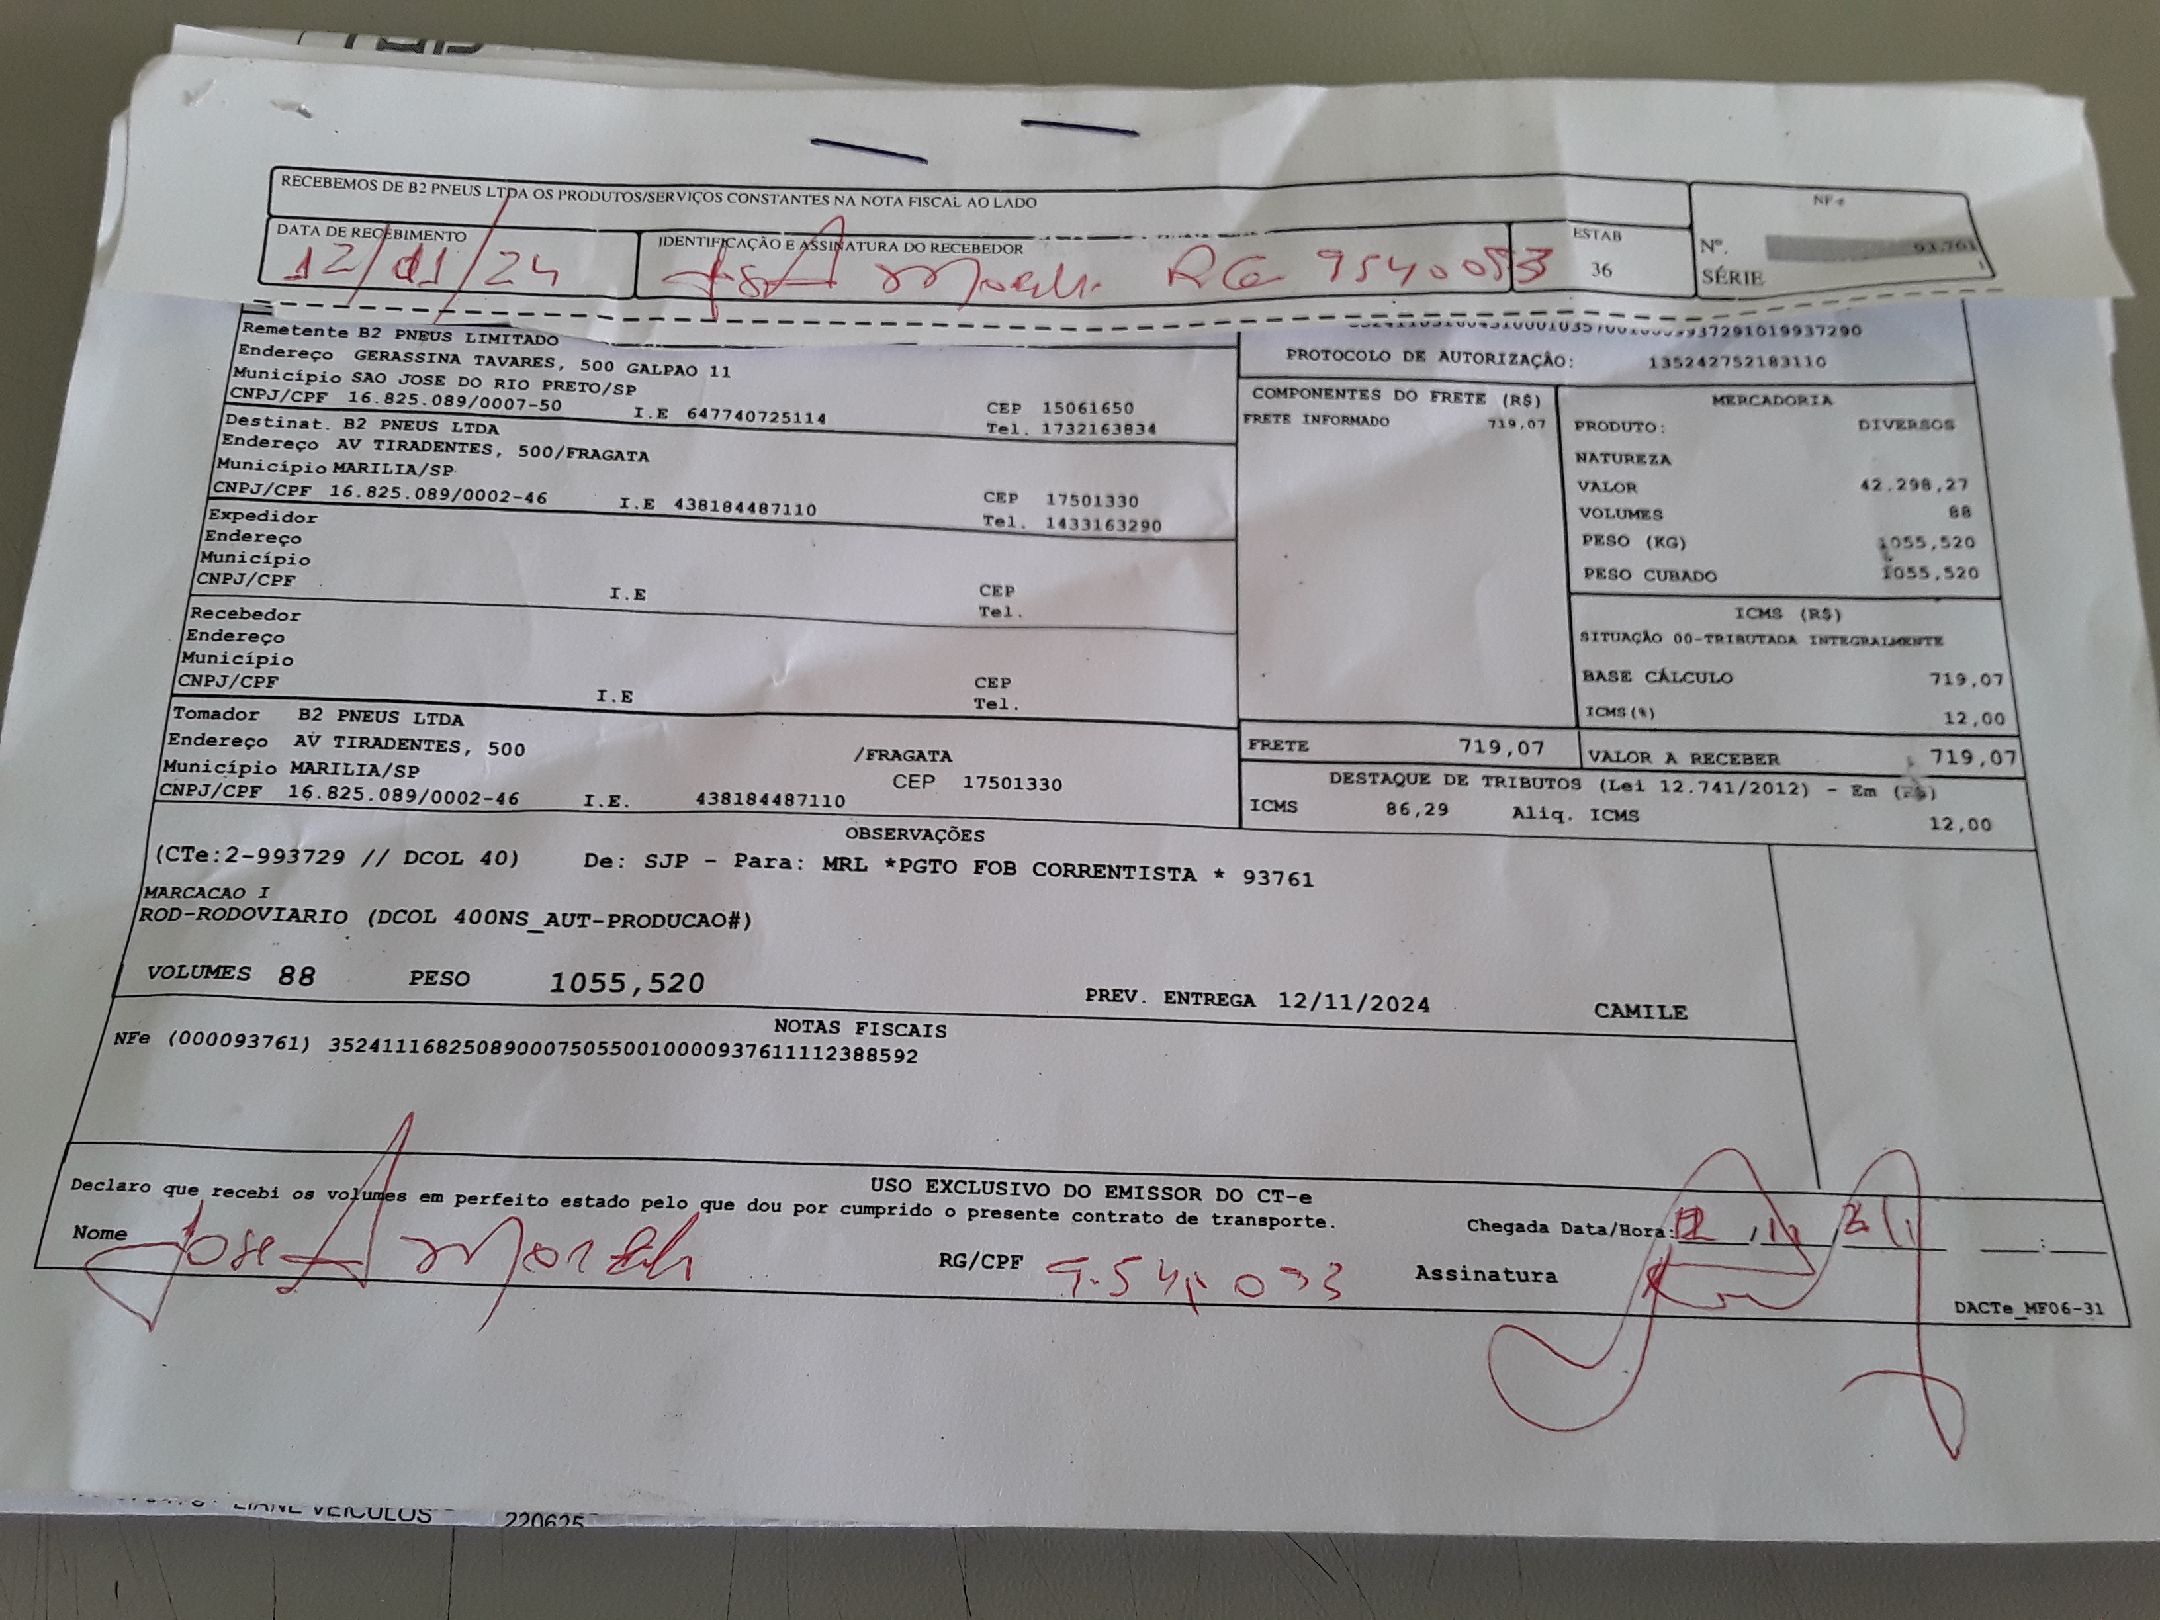 RECEBEMOS DE B2 PNEUS LTDA OS PRODUTOS/SERVIÇOS CONSTANTES NA NOTA FISCAL AO LADO
NF-e
DATA DE RECEBIMENTO
IDENTIFICAÇÃO E ASSINATURA DO RECEBEDOR
ESTAB
36
Nº. 93.761
SÉRIE 1
12/11/24
RG
PROTOCOLO DE AUTORIZAÇÃO: 135242752183110
Remetente B2 PNEUS LIMITADO
Endereço GERASSINA TAVARES, 500 GALPAO 11
Município SAO JOSE DO RIO PRETO/SP
CEP 15061650
CNPJ/CPF 16.825.089/0007-50 I.E 647740725114
Tel. 1732163834
Destinat. B2 PNEUS LTDA
Endereço AV TIRADENTES, 500/FRAGATA
Município MARILIA/SP
CEP 17501330
CNPJ/CPF 16.825.089/0002-46 I.E 438184487110
Tel. 1433163290
Expedidor
Endereço
Município
CEP
CNPJ/CPF I.E
Tel.
Recebedor
Endereço
Município
CEP
CNPJ/CPF I.E
Tel.
Tomador B2 PNEUS LTDA
Endereço AV TIRADENTES, 500 /FRAGATA
Município MARILIA/SP CEP 17501330
CNPJ/CPF 16.825.089/0002-46 I.E. 438184487110
COMPONENTES DO FRETE (R$)
FRETE INFORMADO 719,07
MERCADORIA
PRODUTO: DIVERSOS
NATUREZA
VALOR 42.298,27
VOLUMES 88
PESO (KG) 1055,520
PESO CUBADO 1055,520
ICMS (R$)
SITUAÇÃO 00-TRIBUTADA INTEGRALMENTE
BASE CÁLCULO 719,07
ICMS(%) 12,00
FRETE 719,07
VALOR A RECEBER 719,07
DESTAQUE DE TRIBUTOS (Lei 12.741/2012) - Em (R$)
ICMS 86,29 Aliq. ICMS 12,00
OBSERVAÇÕES
(CTe:2-993729 // DCOL 40) De: SJP - Para: MRL *PGTO FOB CORRENTISTA * 93761
MARCACAO I
ROD-RODOVIARIO (DCOL 400NS_AUT-PRODUCAO#)
VOLUMES 88 PESO 1055,520
PREV. ENTREGA 12/11/2024 CAMILE
NOTAS FISCAIS
NFe (000093761) 35241116825089000750550010000937611112388592
USO EXCLUSIVO DO EMISSOR DO CT-e
Declaro que recebi os volumes em perfeito estado pelo que dou por cumprido o presente contrato de transporte.
Chegada Data/Hora: 12 11 24
Nome Jose A
RG/CPF
Assinatura
DACTe_MF06-31
LIANE VEICULOS
220625